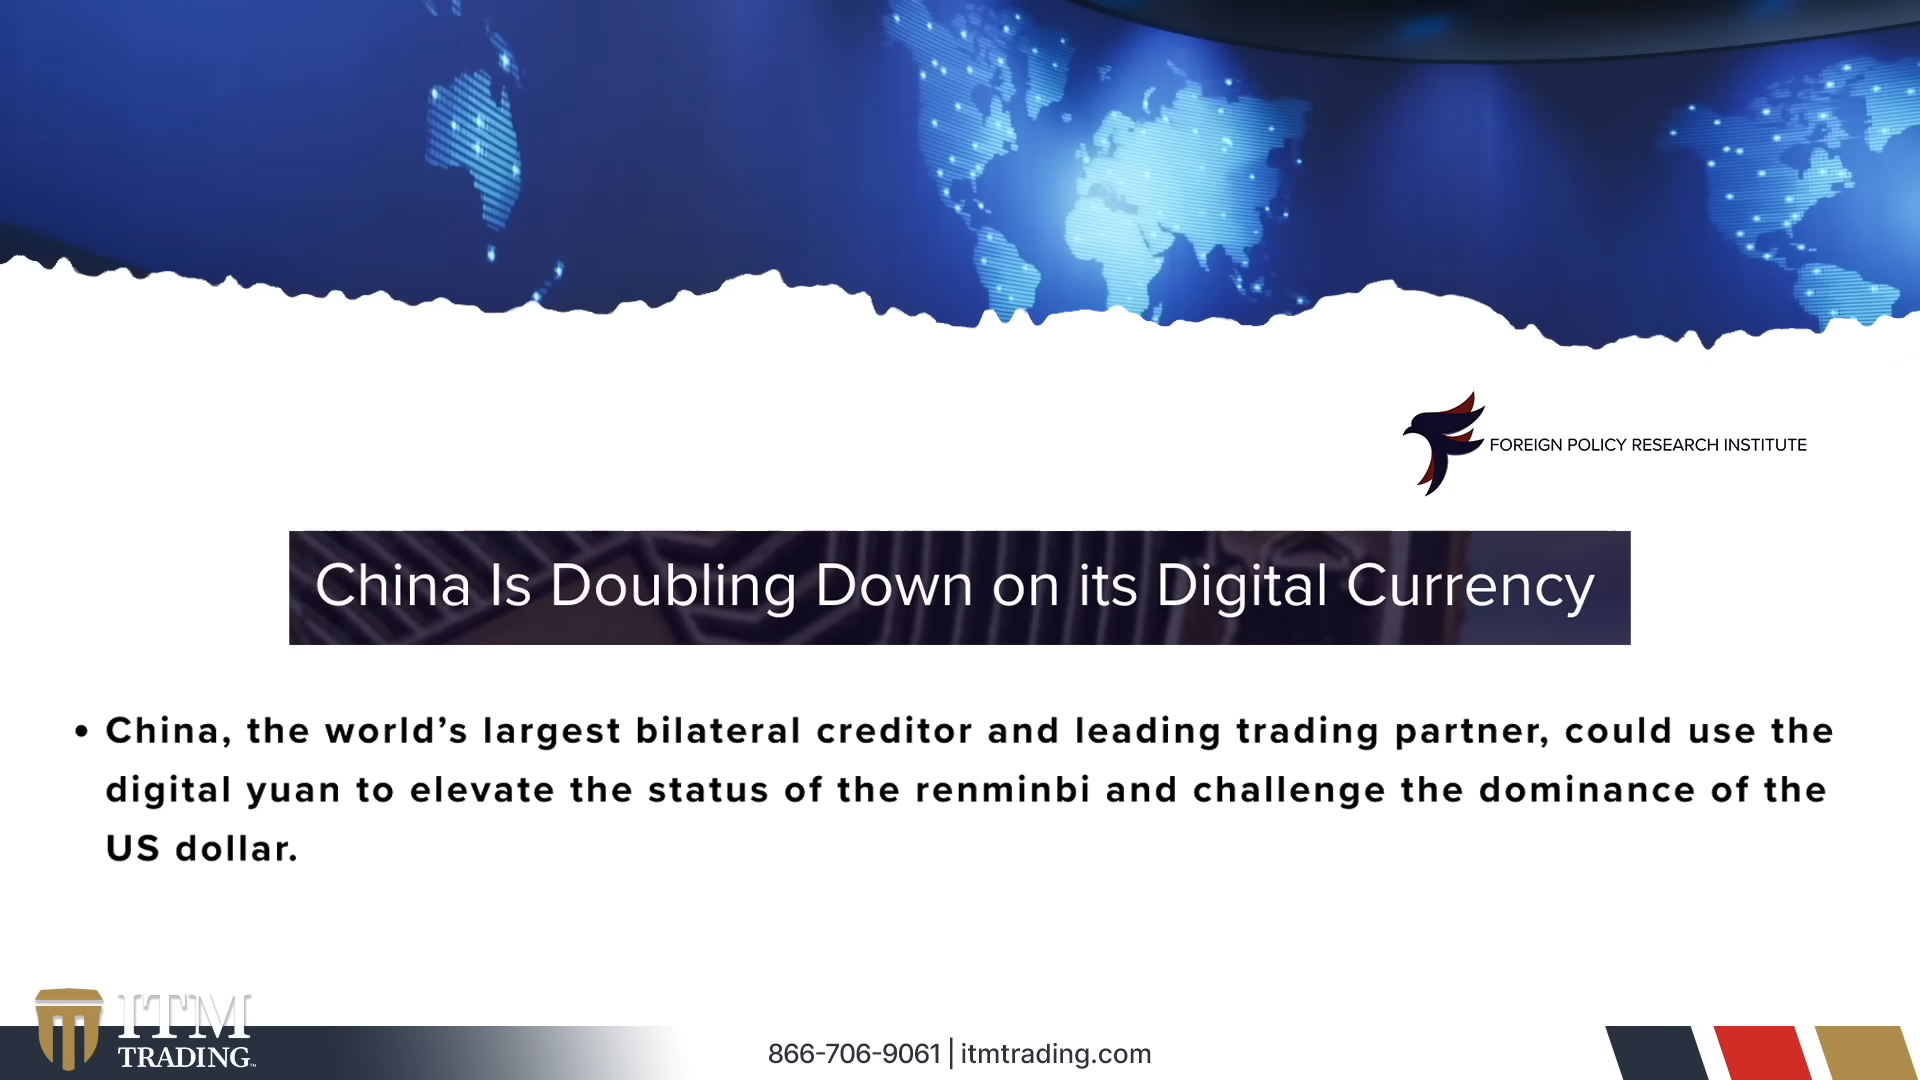 FOREIGN POLICY RESEARCH INSTITUTE
China Is Doubling Down on its Digital Currency
• China, the world’s largest bilateral creditor and leading trading partner, could use the
digital yuan to elevate the status of the renminbi and challenge the dominance of the
US dollar.
ITM
TRADING™
866-706-9061 | itmtrading.com